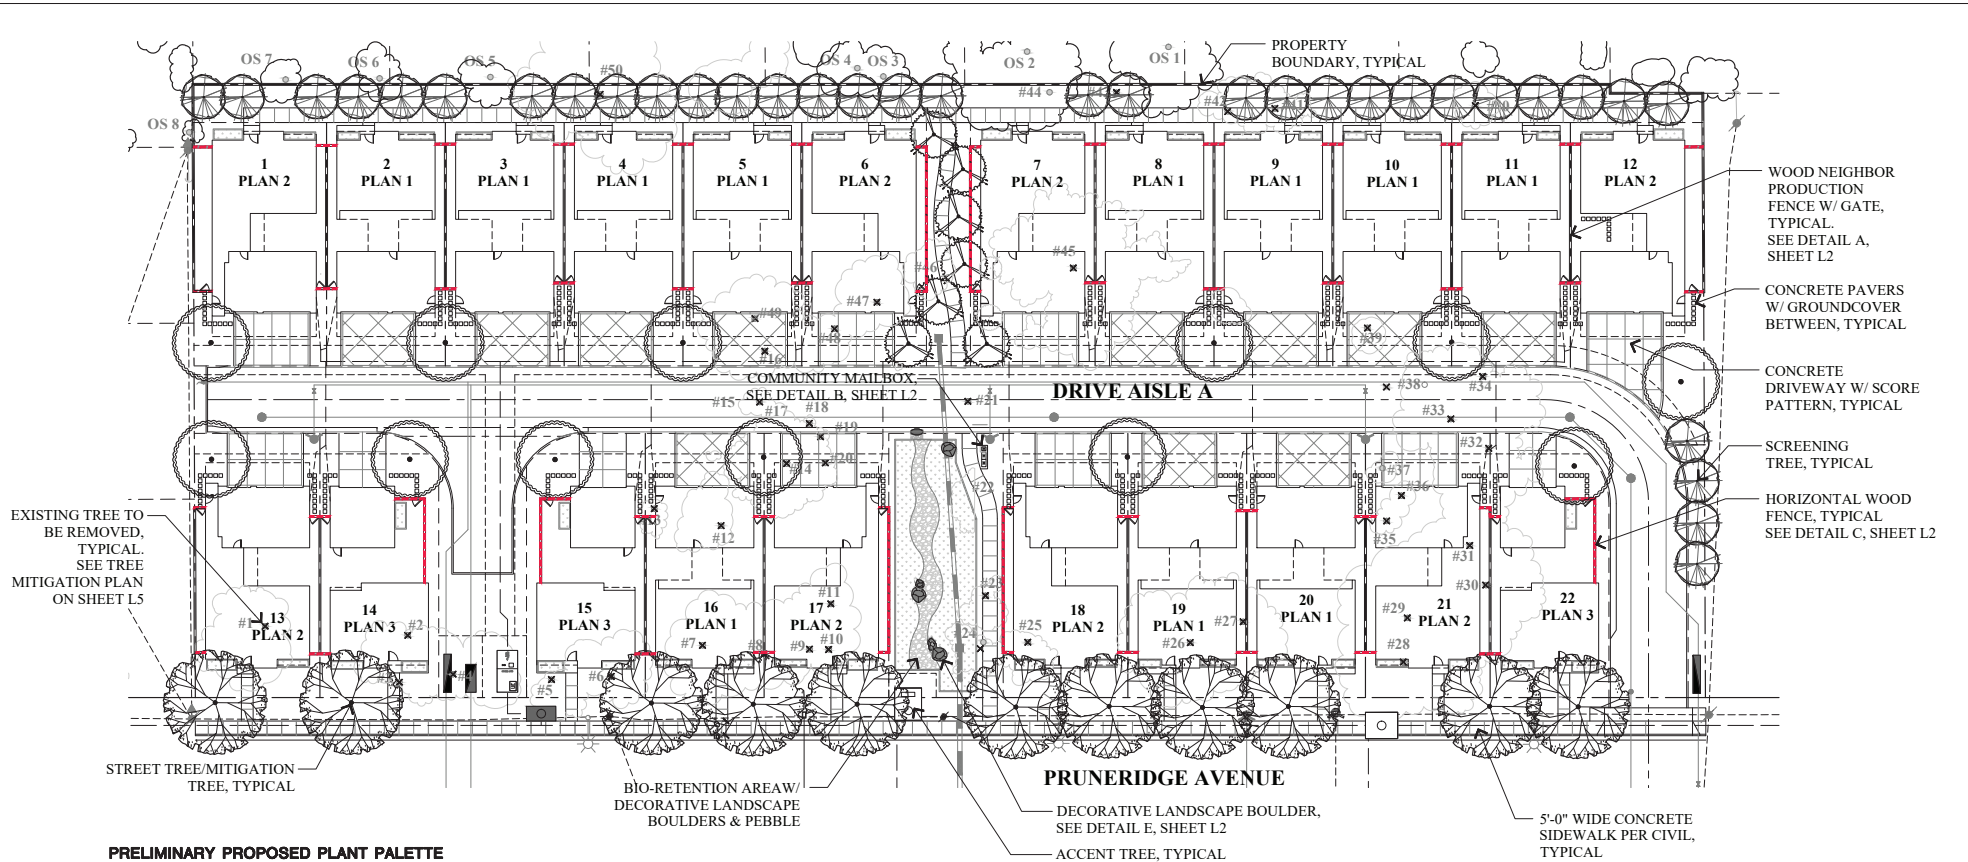 OS 7
OS 6
OS 5
#50
OS 4
OS 3
OS 2
OS 1
#44
#43
#42
#41
#40
PROPERTY
BOUNDARY, TYPICAL
OS 8
1
PLAN 2
2
PLAN 1
3
PLAN 1
4
PLAN 1
5
PLAN 1
6
PLAN 2
7
PLAN 2
8
PLAN 1
9
PLAN 1
10
PLAN 1
11
PLAN 1
12
PLAN 2
WOOD NEIGHBOR
PRODUCTION
FENCE W/ GATE,
TYPICAL.
SEE DETAIL A,
SHEET L2
#45
#46
#47
#49
#48
#39
#16
CONCRETE PAVERS
W/ GROUNDCOVER
BETWEEN, TYPICAL
COMMUNITY MAILBOX,
SEE DETAIL B, SHEET L2
DRIVE AISLE A
#38
#34
#15
#17
#18
#21
#33
#19
#32
CONCRETE
DRIVEWAY W/ SCORE
PATTERN, TYPICAL
#14
#20
#37
#22
#36
SCREENING
TREE, TYPICAL
HORIZONTAL WOOD
FENCE, TYPICAL
SEE DETAIL C, SHEET L2
EXISTING TREE TO
BE REMOVED,
TYPICAL.
SEE TREE
MITIGATION PLAN
ON SHEET L5
#12
#35
#31
#30
#23
#11
#1
13
PLAN 2
14
PLAN 3
#2
15
PLAN 3
16
PLAN 1
17
PLAN 2
18
PLAN 2
19
PLAN 1
20
PLAN 1
21
PLAN 2
22
PLAN 3
#29
#27
#7
#8
#9
#10
#24
#25
#26
#28
#5
#6
STREET TREE/MITIGATION
TREE, TYPICAL
BIO-RETENTION AREAW/
DECORATIVE LANDSCAPE
BOULDERS & PEBBLE
PRUNERIDGE AVENUE
DECORATIVE LANDSCAPE BOULDER,
SEE DETAIL E, SHEET L2
ACCENT TREE, TYPICAL
5'-0" WIDE CONCRETE
SIDEWALK PER CIVIL,
TYPICAL
PRELIMINARY PROPOSED PLANT PALETTE